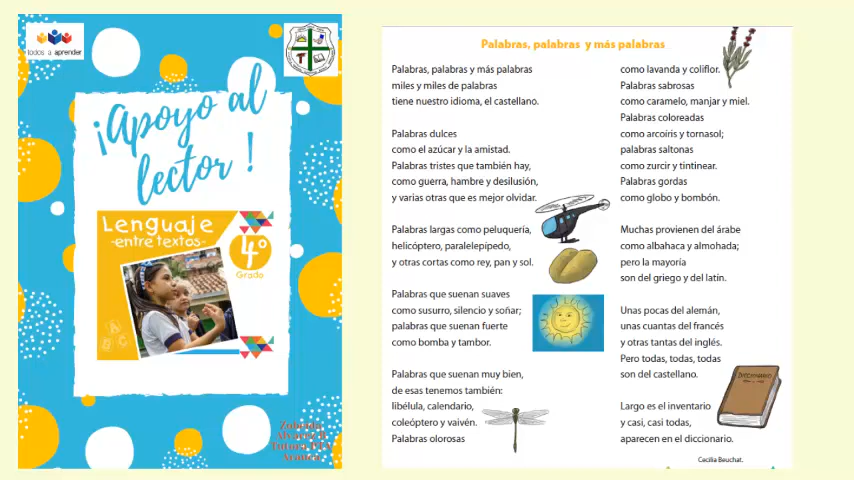 todos a aprender
¡Apoyo al
lector !
Lenguaje
-entre textos-
4º
Grado
A
B C
Zunilda
Alvarez B.
Tutora PTA
Arauca
Palabras, palabras y más palabras
Palabras, palabras y más palabras
miles y miles de palabras
tiene nuestro idioma, el castellano.
Palabras dulces
como el azúcar y la amistad.
Palabras tristes que también hay,
como guerra, hambre y desilusión,
y varias otras que es mejor olvidar.
Palabras largas como peluquería,
helicóptero, paralelepípedo,
y otras cortas como rey, pan y sol.
Palabras que suenan suaves
como susurro, silencio y soñar;
palabras que suenan fuerte
como bomba y tambor.
Palabras que suenan muy bien,
de esas tenemos también:
libélula, calendario,
coleóptero y vaivén.
Palabras olorosas
como lavanda y coliflor.
Palabras sabrosas
como caramelo, manjar y miel.
Palabras coloreadas
como arcoíris y tornasol;
palabras saltonas
como zurcir y tintinear.
Palabras gordas
como globo y bombón.
Muchas provienen del árabe
como albahaca y almohada;
pero la mayoría
son del griego y del latín.
Unas pocas del alemán,
unas cuantas del francés
y otras tantas del inglés.
Pero todas, todas, todas
son del castellano.
Largo es el inventario
y casi, casi todas,
aparecen en el diccionario.
DICCIONARIO
Cecilia Beuchat.